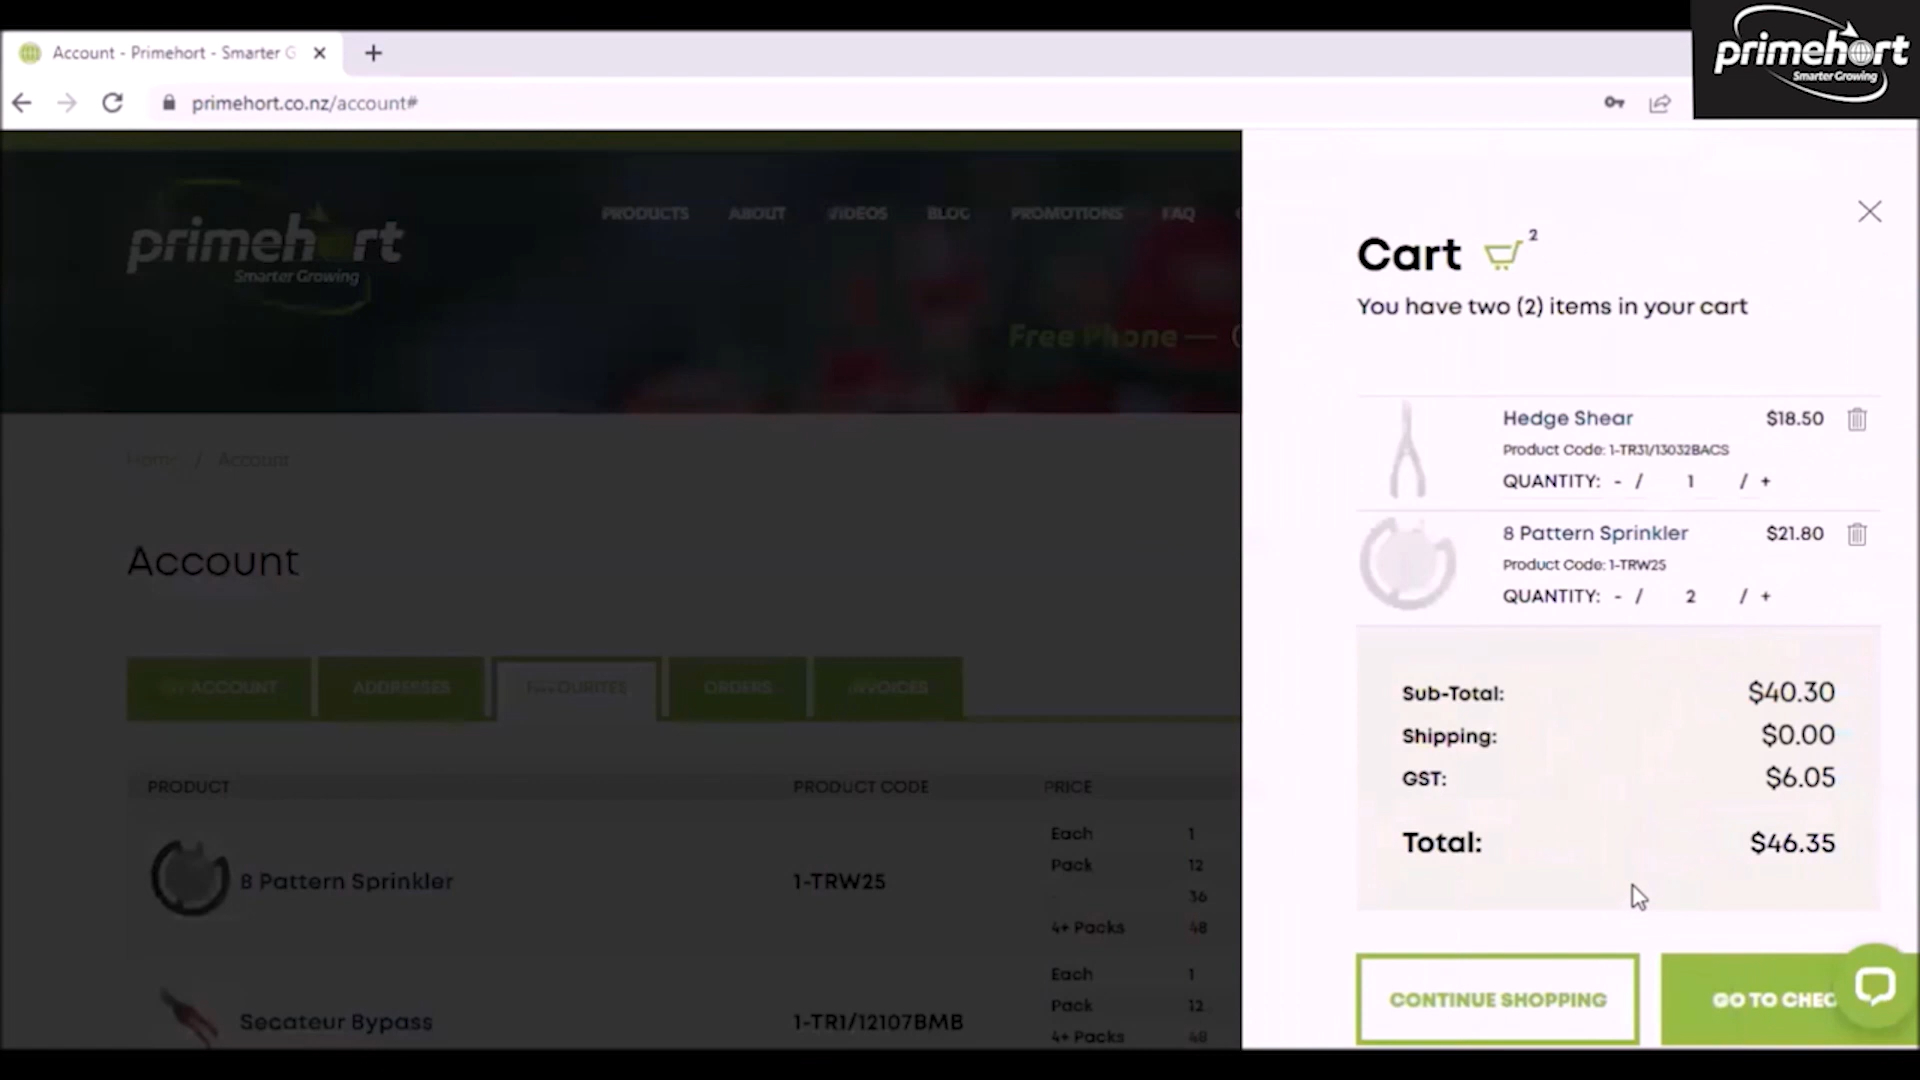 Account - Primehort - Smarter G
primehort.co.nz/account#
primehort
Smarter Growing
primehort
Smarter Growing
PRODUCTS ABOUT VIDEOS BLOG PROMOTIONS FAQ
Free Phone —
Home / Account
Account
ACCOUNT ADDRESSES FAVOURITES ORDERS INVOICES
PRODUCT PRODUCT CODE PRICE
8 Pattern Sprinkler 1-TRW25
Each 1
Pack 12
36
4+ Packs 48
Secateur Bypass 1-TR1/12107BMB
Each 1
Pack 12
4+ Packs 48
Cart 2
You have two (2) items in your cart
Hedge Shear $18.50
Product Code: 1-TR31/13032BACS
QUANTITY: - / 1 / +
8 Pattern Sprinkler $21.80
Product Code: 1-TRW25
QUANTITY: - / 2 / +
Sub-Total: $40.30
Shipping: $0.00
GST: $6.05
Total: $46.35
CONTINUE SHOPPING
GO TO CHEC